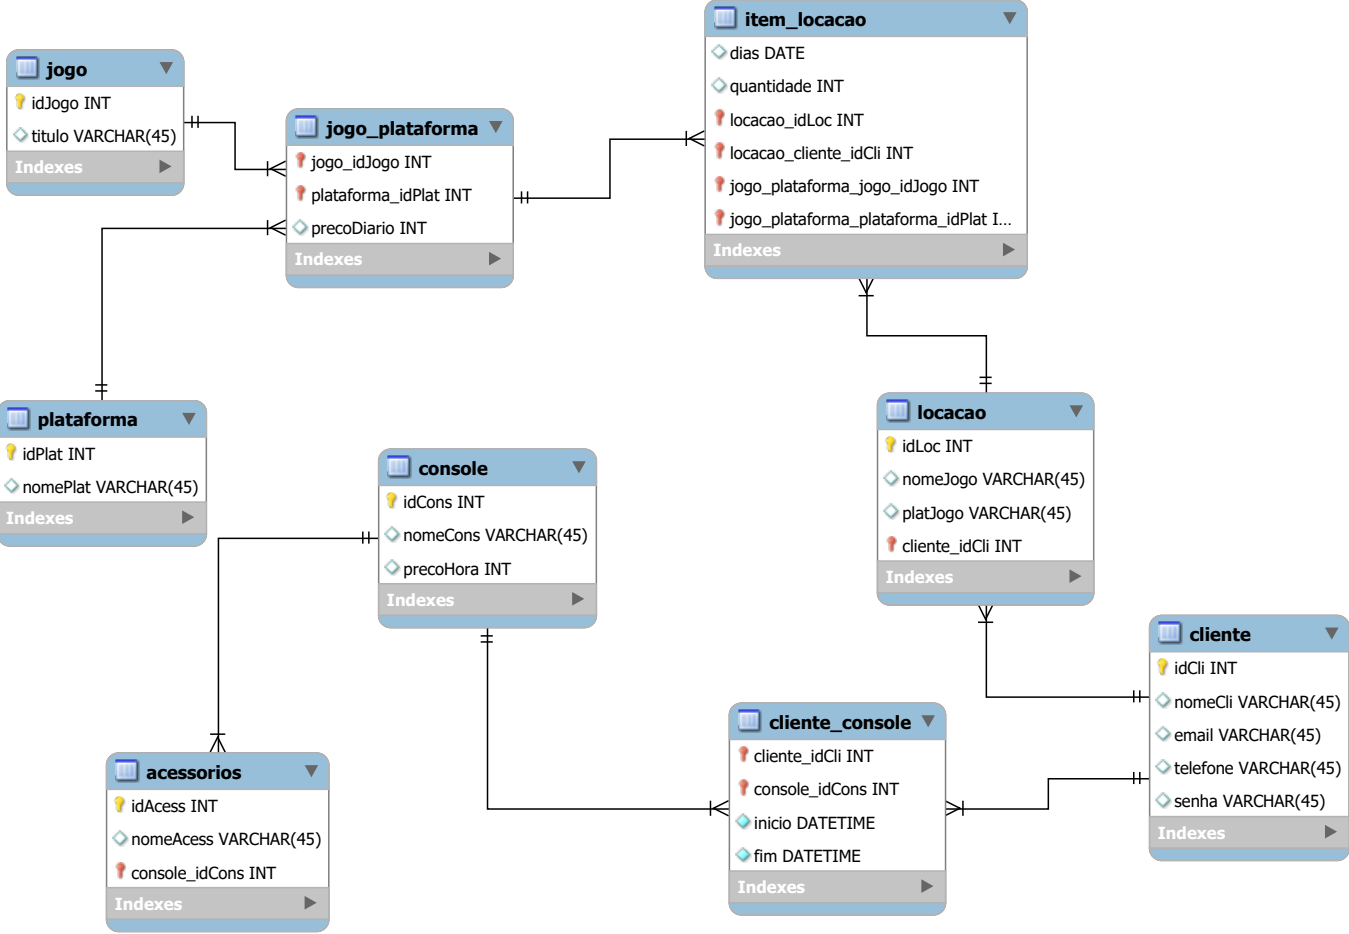 jogo
idJogo INT
titulo VARCHAR(45)
Indexes
jogo_plataforma
jogo_idJogo INT
plataforma_idPlat INT
precoDiario INT
Indexes
item_locacao
dias DATE
quantidade INT
locacao_idLoc INT
locacao_cliente_idCli INT
jogo_plataforma_jogo_idJogo INT
jogo_plataforma_plataforma_idPlat I...
Indexes
plataforma
idPlat INT
nomePlat VARCHAR(45)
Indexes
console
idCons INT
nomeCons VARCHAR(45)
precoHora INT
Indexes
locacao
idLoc INT
nomeJogo VARCHAR(45)
platJogo VARCHAR(45)
cliente_idCli INT
Indexes
acessorios
idAcess INT
nomeAcess VARCHAR(45)
console_idCons INT
Indexes
cliente_console
cliente_idCli INT
console_idCons INT
inicio DATETIME
fim DATETIME
Indexes
cliente
idCli INT
nomeCli VARCHAR(45)
email VARCHAR(45)
telefone VARCHAR(45)
senha VARCHAR(45)
Indexes